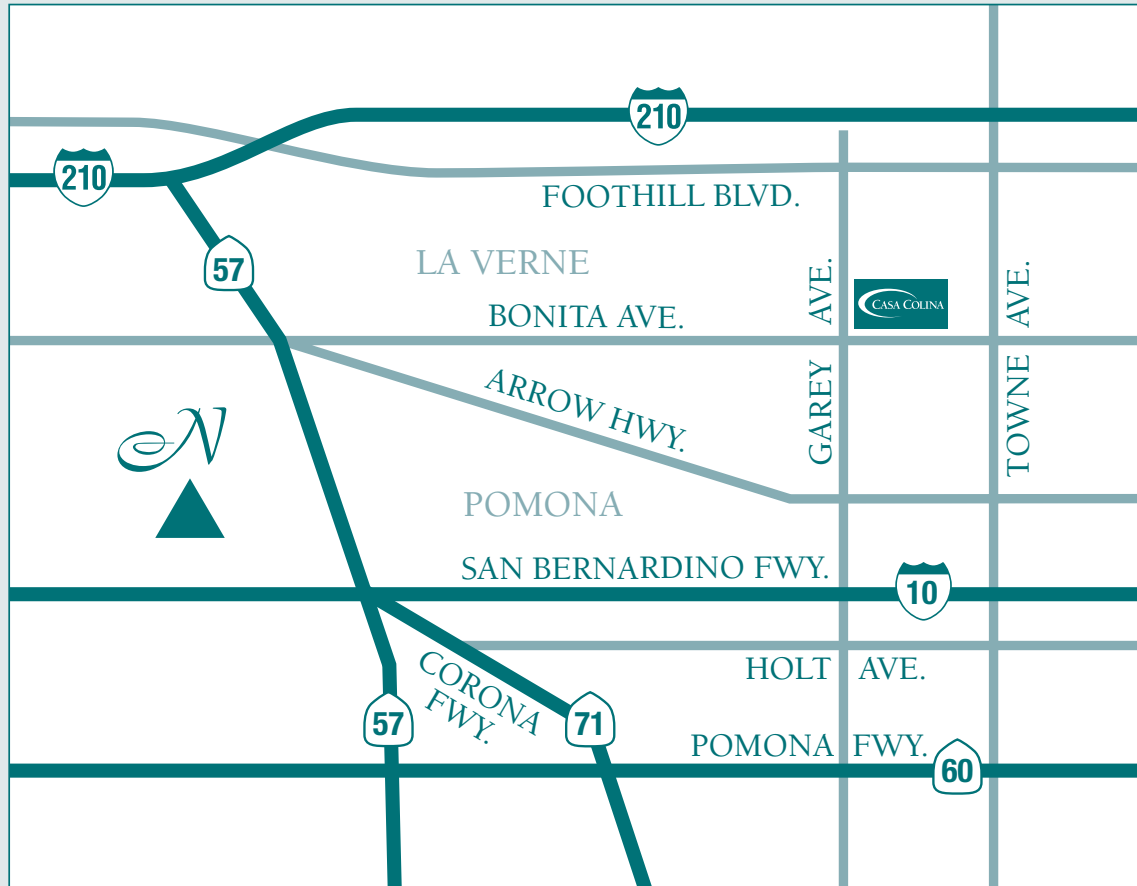 210
210
FOOTHILL BLVD.
57
LA VERNE
CASA COLINA
BONITA AVE.
GAREY AVE.
TOWNE AVE.
ARROW HWY.
N
POMONA
SAN BERNARDINO FWY.
10
HOLT AVE.
CORONA
FWY.
57
71
POMONA FWY.
60